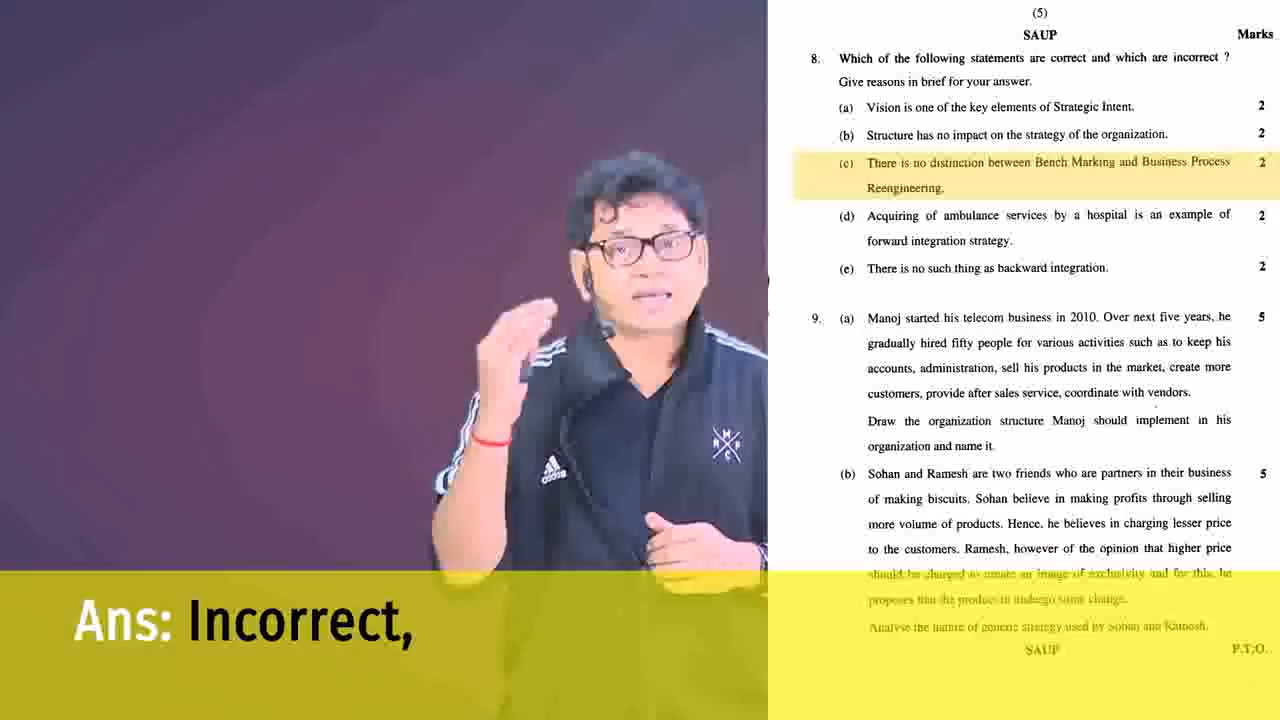 (5)
SAUP
Marks
8. Which of the following statements are correct and which are incorrect ?
Give reasons in brief for your answer.
(a) Vision is one of the key elements of Strategic Intent. 2
(b) Structure has no impact on the strategy of the organization. 2
(c) There is no distinction between Bench Marking and Business Process 2
Reengineering.
(d) Acquiring of ambulance services by a hospital is an example of 2
forward integration strategy.
(e) There is no such thing as backward integration. 2
9. (a) Manoj started his telecom business in 2010. Over next five years, he 5
gradually hired fifty people for various activities such as to keep his
accounts, administration, sell his products in the market, create more
customers, provide after sales service, coordinate with vendors.
Draw the organization structure Manoj should implement in his
organization and name it.
(b) Sohan and Ramesh are two friends who are partners in their business 5
of making biscuits. Sohan believe in making profits through selling
more volume of products. Hence, he believes in charging lesser price
to the customers. Ramesh, however of the opinion that higher price
should be charged to create an image of exclusivity and for this, he
proposes that the product to undergo some change.
Analyse the nature of generic strategy used by Sohan and Ramesh.
SAUP
P.T.O.
adidas
Ans: Incorrect,